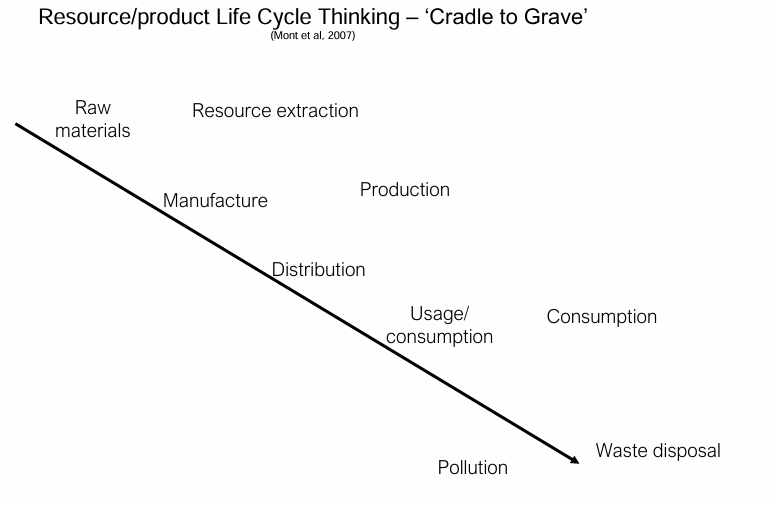 Resource/product Life Cycle Thinking – ‘Cradle to Grave’
(Mont et al, 2007)
Raw
materials
Resource extraction
Manufacture
Production
Distribution
Usage/
consumption
Consumption
Waste disposal
Pollution